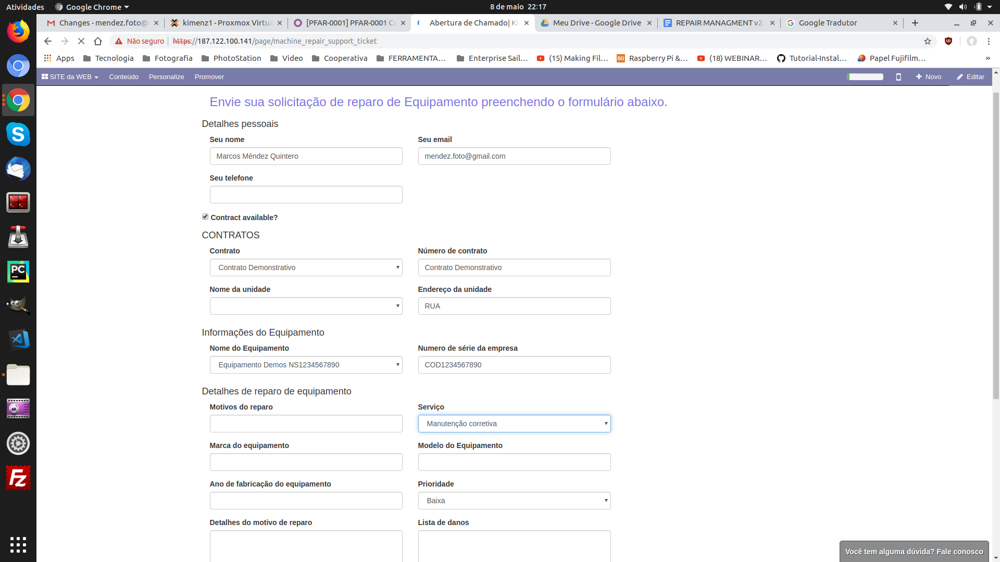 Atividades Google Chrome 8 de maio 22:17
Changes - mendez.foto@ kimenz1 - Proxmox Virtua [PFAR-0001] PFAR-0001 Ca Abertura de Chamado| Ki Meu Drive - Google Drive REPAIR MANAGMENT v2. Google Tradutor
Não seguro https://187.122.100.141/page/machine_repair_support_ticket
Apps Tecnologia Fotografia PhotoStation Video Cooperativa FERRAMENTA... Enterprise Sail... (15) Making Fil... BG Raspberry Pi &... (18) WEBINAR... Tutorial-Instal... Papel Fujifilm... »
SITE da WEB Conteúdo Personalize Promover Novo Editar
Envie sua solicitação de reparo de Equipamento preenchendo o formulário abaixo.
Detalhes pessoais
Seu nome Seu email
Marcos Méndez Quintero mendez.foto@gmail.com
Seu telefone
Contract available?
CONTRATOS
Contrato Número de contrato
Contrato Demonstrativo Contrato Demonstrativo
Nome da unidade Endereço da unidade
RUA
Informações do Equipamento
Nome do Equipamento Numero de série da empresa
Equipamento Demos NS1234567890 COD1234567890
Detalhes de reparo de equipamento
Motivos do reparo Serviço
Manutenção corretiva
Marca do equipamento Modelo do Equipamento
Ano de fabricação do equipamento Prioridade
Baixa
Detalhes do motivo de reparo Lista de danos
Você tem alguma dúvida? Fale conosco